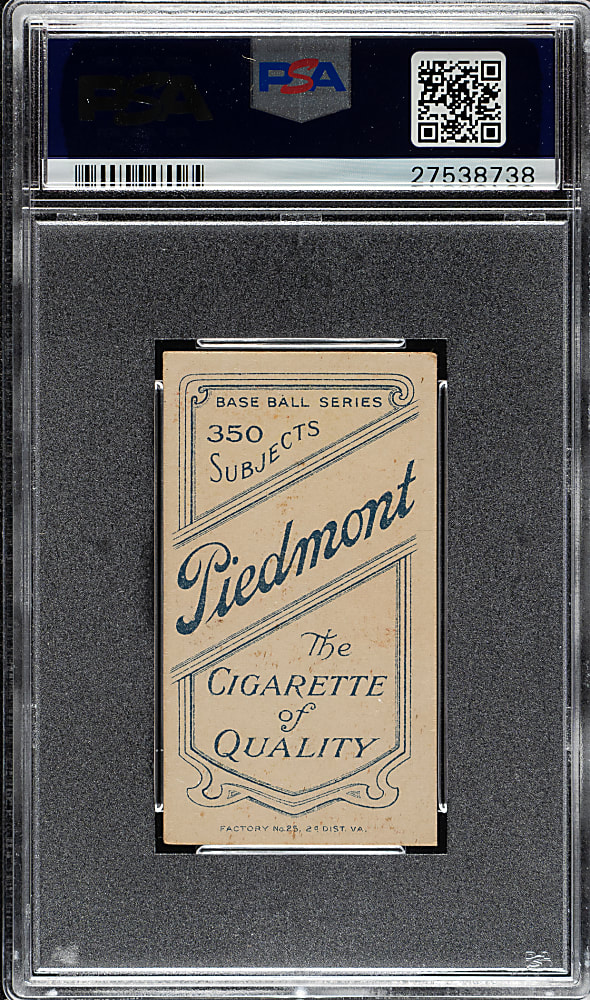 PSA
PSA
27538738
BASE BALL SERIES
350
SUBJECTS
Piedmont
The
CIGARETTE
of
QUALITY
FACTORY No.25, 2D DIST. VA.
PSA